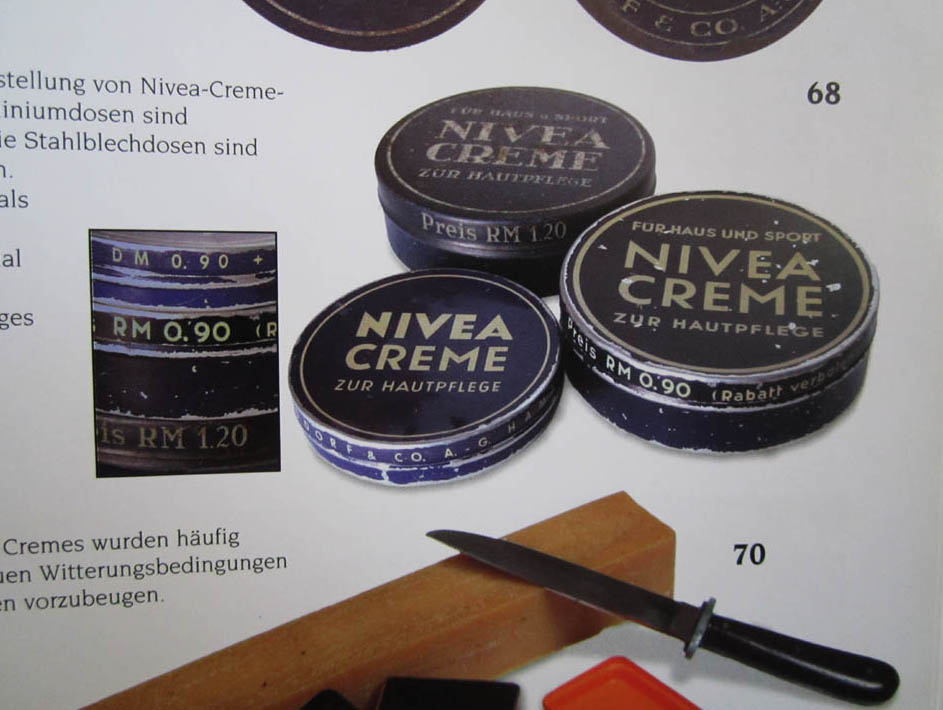 F & CO. A.
stellung von Nivea-Creme-
iniumdosen sind
ie Stahlblechdosen sind
n.
als
al
ges
68
FÜR HAUS u SPORT
NIVEA
CREME
ZUR HAUTPFLEGE
Preis RM 1.20
FÜR HAUS UND SPORT
NIVEA
CREME
ZUR HAUTPFLEGE
Preis RM 0.90 (Rabatt
NIVEA
CREME
ZUR HAUTPFLEGE
DORF & CO. A.G. HAM
DM 0.90 +
RM 0.90 (R
is RM 1.20
Cremes wurden häufig
uen Witterungsbedingungen
en vorzubeugen.
70